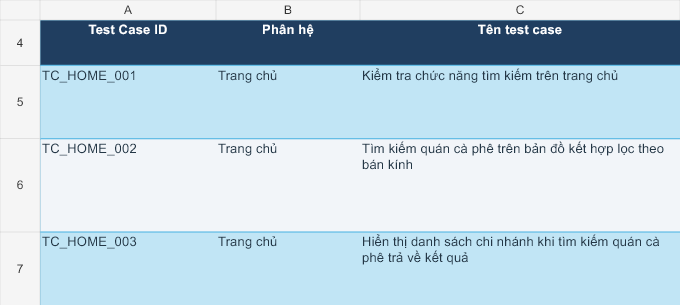 A B C
4 Test Case ID Phân hệ Tên test case
5 TC_HOME_001 Trang chủ Kiểm tra chức năng tìm kiếm trên trang chủ
6 TC_HOME_002 Trang chủ Tìm kiếm quán cà phê trên bản đồ kết hợp lọc theo
bán kính
7 TC_HOME_003 Trang chủ Hiển thị danh sách chi nhánh khi tìm kiếm quán cà
phê trả về kết quả